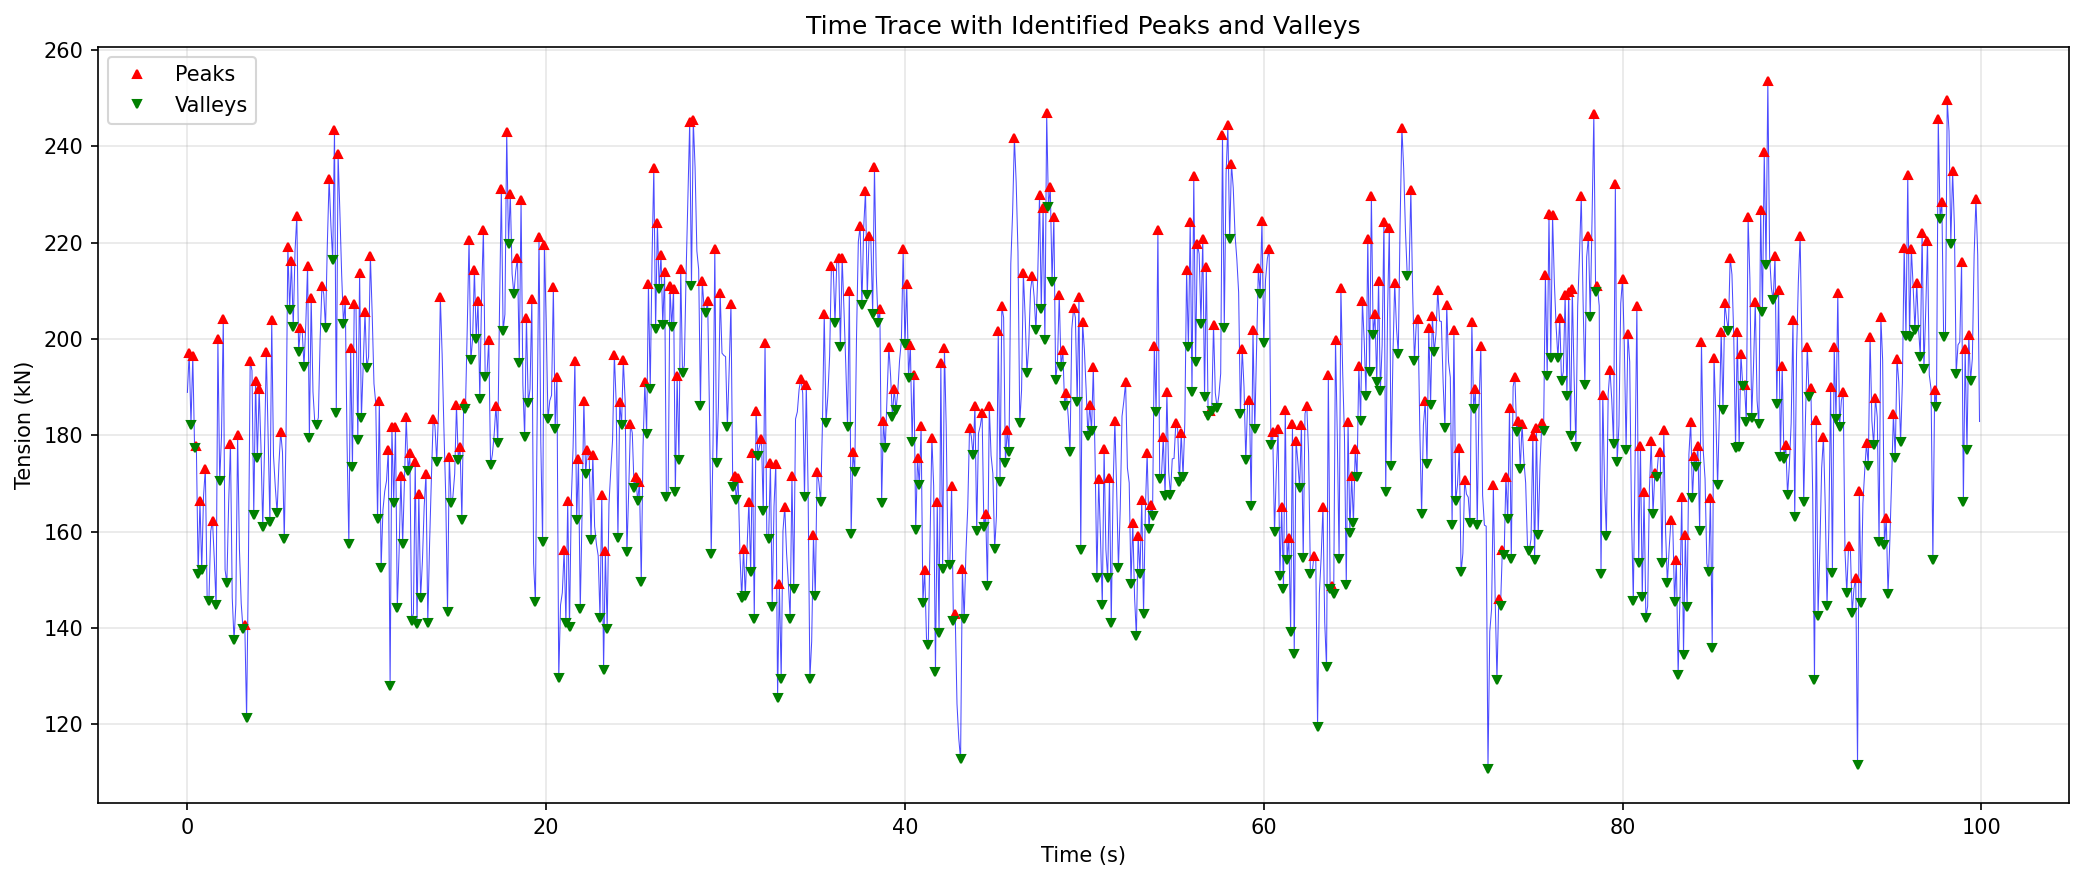 Time Trace with Identified Peaks and Valleys
Peaks
Valleys
Tension (kN)
260
240
220
200
180
160
140
120
0
20
40
60
80
100
Time (s)